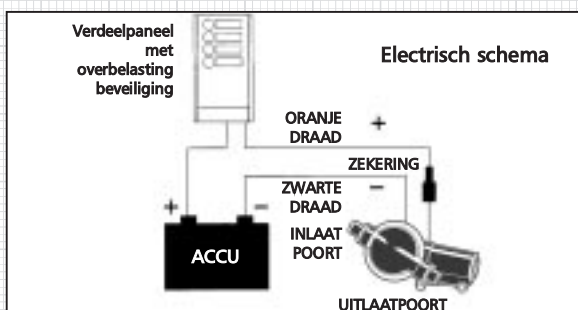 Verdeelpaneel
met
overbelasting
beveiliging
Electrisch schema
ORANJE
DRAAD
+
ZEKERING
ZWARTE
DRAAD
–
+
–
ACCU
INLAAT
POORT
UITLAATPOORT